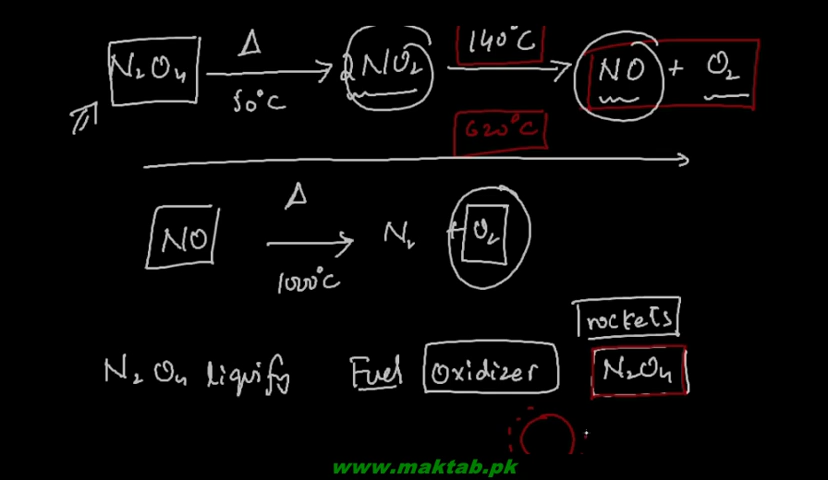 N₂O₄ Δ 50°C 2NO₂ 140°C NO + O₂
620°C
NO Δ 1000°C N₂ + O₂
rockets
N₂O₄ liquify Fuel Oxidizer N₂O₄
www.maktab.pk